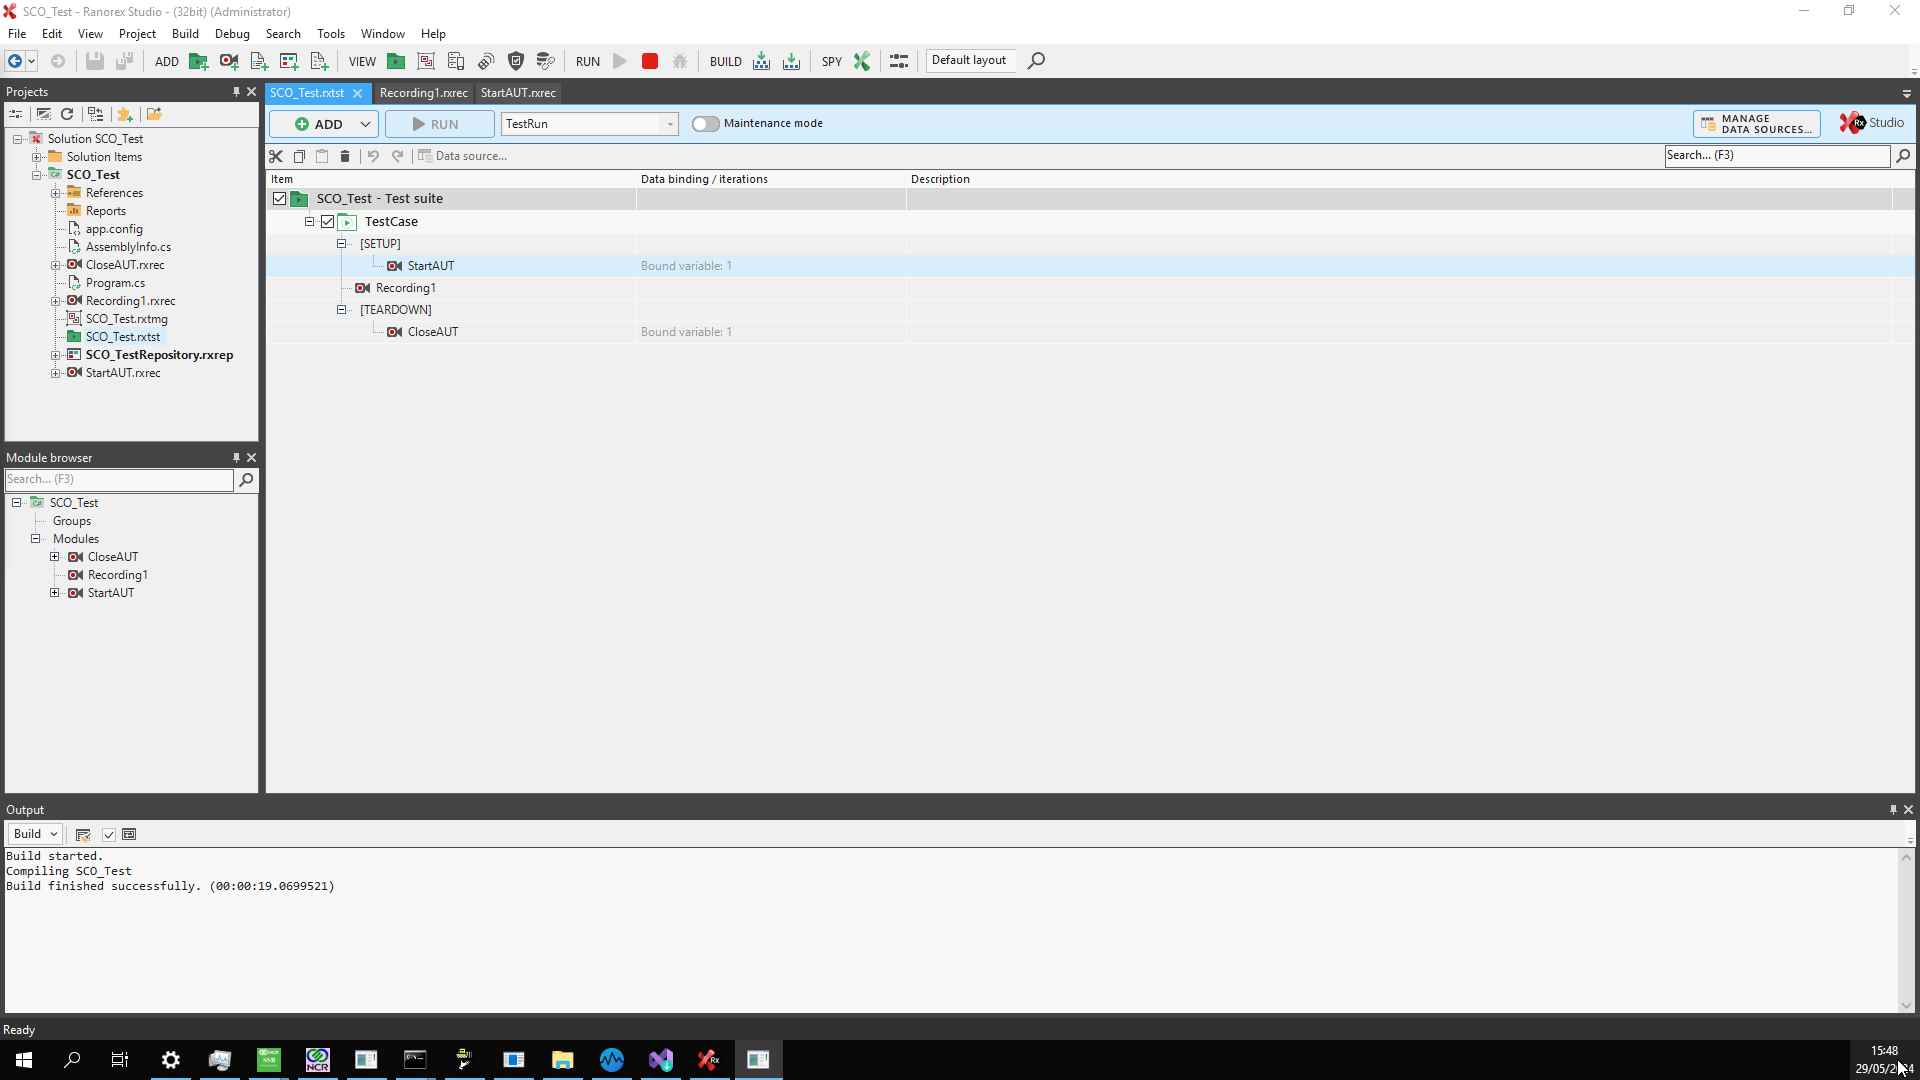 SCO_Test - Ranorex Studio - (32bit) (Administrator)
File Edit View Project Build Debug Search Tools Window Help
ADD VIEW RUN BUILD SPY Default layout
Projects
SCO_Test.rxtst Recording1.rxrec StartAUT.rxrec
ADD RUN TestRun Maintenance mode MANAGE DATA SOURCES... Rx Studio
Data source... Search... (F3)
Solution SCO_Test
Solution Items
SCO_Test
References
Reports
app.config
AssemblyInfo.cs
CloseAUT.rxrec
Program.cs
Recording1.rxrec
SCO_Test.rxtmg
SCO_Test.rxtst
SCO_TestRepository.rxrep
StartAUT.rxrec
Item Data binding / iterations Description
SCO_Test - Test suite
TestCase
[SETUP]
StartAUT Bound variable: 1
Recording1
[TEARDOWN]
CloseAUT Bound variable: 1
Module browser
Search... (F3)
SCO_Test
Groups
Modules
CloseAUT
Recording1
StartAUT
Output
Build
Build started.
Compiling SCO_Test
Build finished successfully. (00:00:19.0699521)
Ready
NCR
Rx
15:48